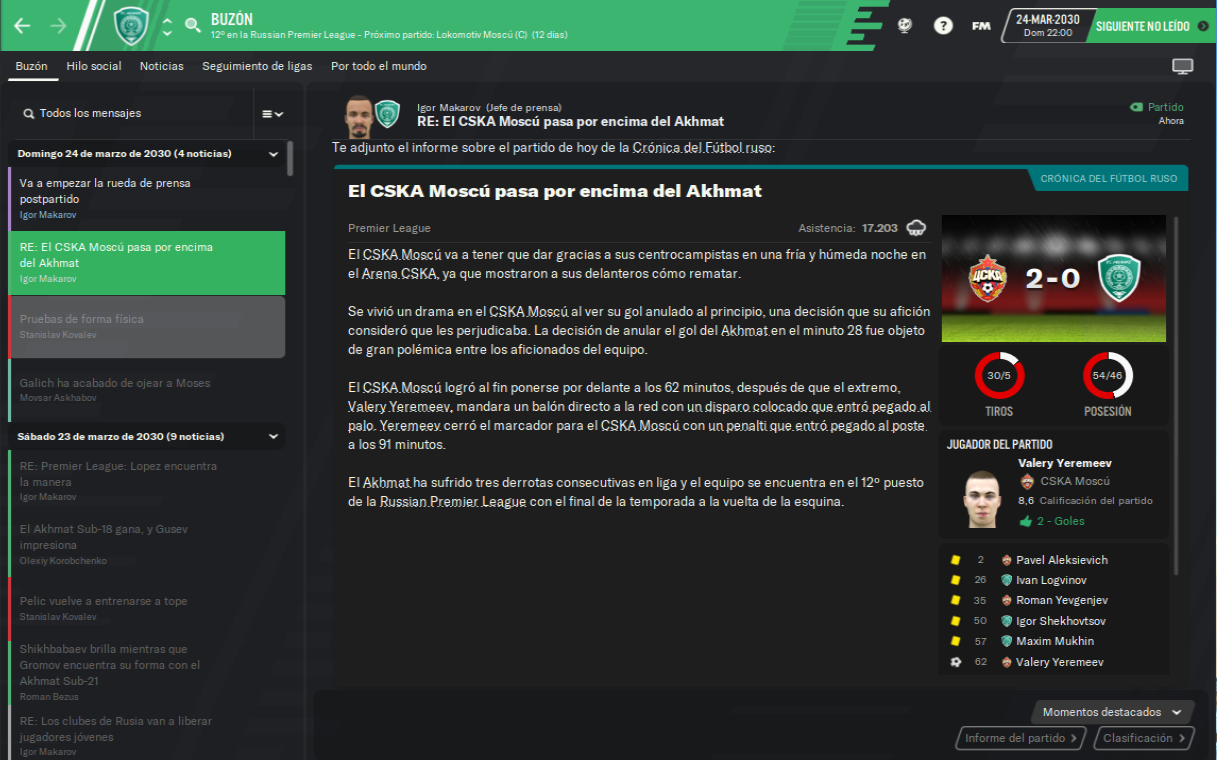 BUZÓN
12º en la Russian Premier League - Próximo partido: Lokomotiv Moscú (C) (12 días)
?
FM
24-MAR-2030
Dom 22:00
SIGUIENTE NO LEÍDO
Buzón
Hilo social
Noticias
Seguimiento de ligas
Por todo el mundo
Todos los mensajes
Domingo 24 de marzo de 2030 (4 noticias)
Va a empezar la rueda de prensa
postpartido
Igor Makarov
RE: El CSKA Moscú pasa por encima
del Akhmat
Igor Makarov
Pruebas de forma física
Stanislav Kovalev
Galich ha acabado de ojear a Moses
Movsar Askhabov
Sábado 23 de marzo de 2030 (9 noticias)
RE: Premier League: Lopez encuentra
la manera
Igor Makarov
El Akhmat Sub-18 gana, y Gusev
impresiona
Olexiy Korobchenko
Pelic vuelve a entrenarse a tope
Stanislav Kovalev
Shikhbabaev brilla mientras que
Gromov encuentra su forma con el
Akhmat Sub-21
Roman Bezus
RE: Los clubes de Rusia van a liberar
jugadores jóvenes
Igor Makarov
Igor Makarov (Jefe de prensa)
RE: El CSKA Moscú pasa por encima del Akhmat
Partido
Ahora
Te adjunto el informe sobre el partido de hoy de la Crónica del Fútbol ruso:
CRÓNICA DEL FÚTBOL RUSO
El CSKA Moscú pasa por encima del Akhmat
Premier League
Asistencia: 17.203
El CSKA Moscú va a tener que dar gracias a sus centrocampistas en una fría y húmeda noche en
el Arena CSKA, ya que mostraron a sus delanteros cómo rematar.
Se vivió un drama en el CSKA Moscú al ver su gol anulado al principio, una decisión que su afición
consideró que les perjudicaba. La decisión de anular el gol del Akhmat en el minuto 28 fue objeto
de gran polémica entre los aficionados del equipo.
El CSKA Moscú logró al fin ponerse por delante a los 62 minutos, después de que el extremo,
Valery Yeremeev, mandara un balón directo a la red con un disparo colocado que entró pegado al
palo. Yeremeev cerró el marcador para el CSKA Moscú con un penalti que entró pegado al poste
a los 91 minutos.
El Akhmat ha sufrido tres derrotas consecutivas en liga y el equipo se encuentra en el 12º puesto
de la Russian Premier League con el final de la temporada a la vuelta de la esquina.
ЦСКА
2-0
30/5
TIROS
54/46
POSESIÓN
JUGADOR DEL PARTIDO
Valery Yeremeev
CSKA Moscú
8,6 Calificación del partido
2 - Goles
2 Pavel Aleksievich
26 Ivan Logvinov
35 Roman Yevgenjev
50 Igor Shekhovtsov
57 Maxim Mukhin
62 Valery Yeremeev
Momentos destacados
Informe del partido
Clasificación